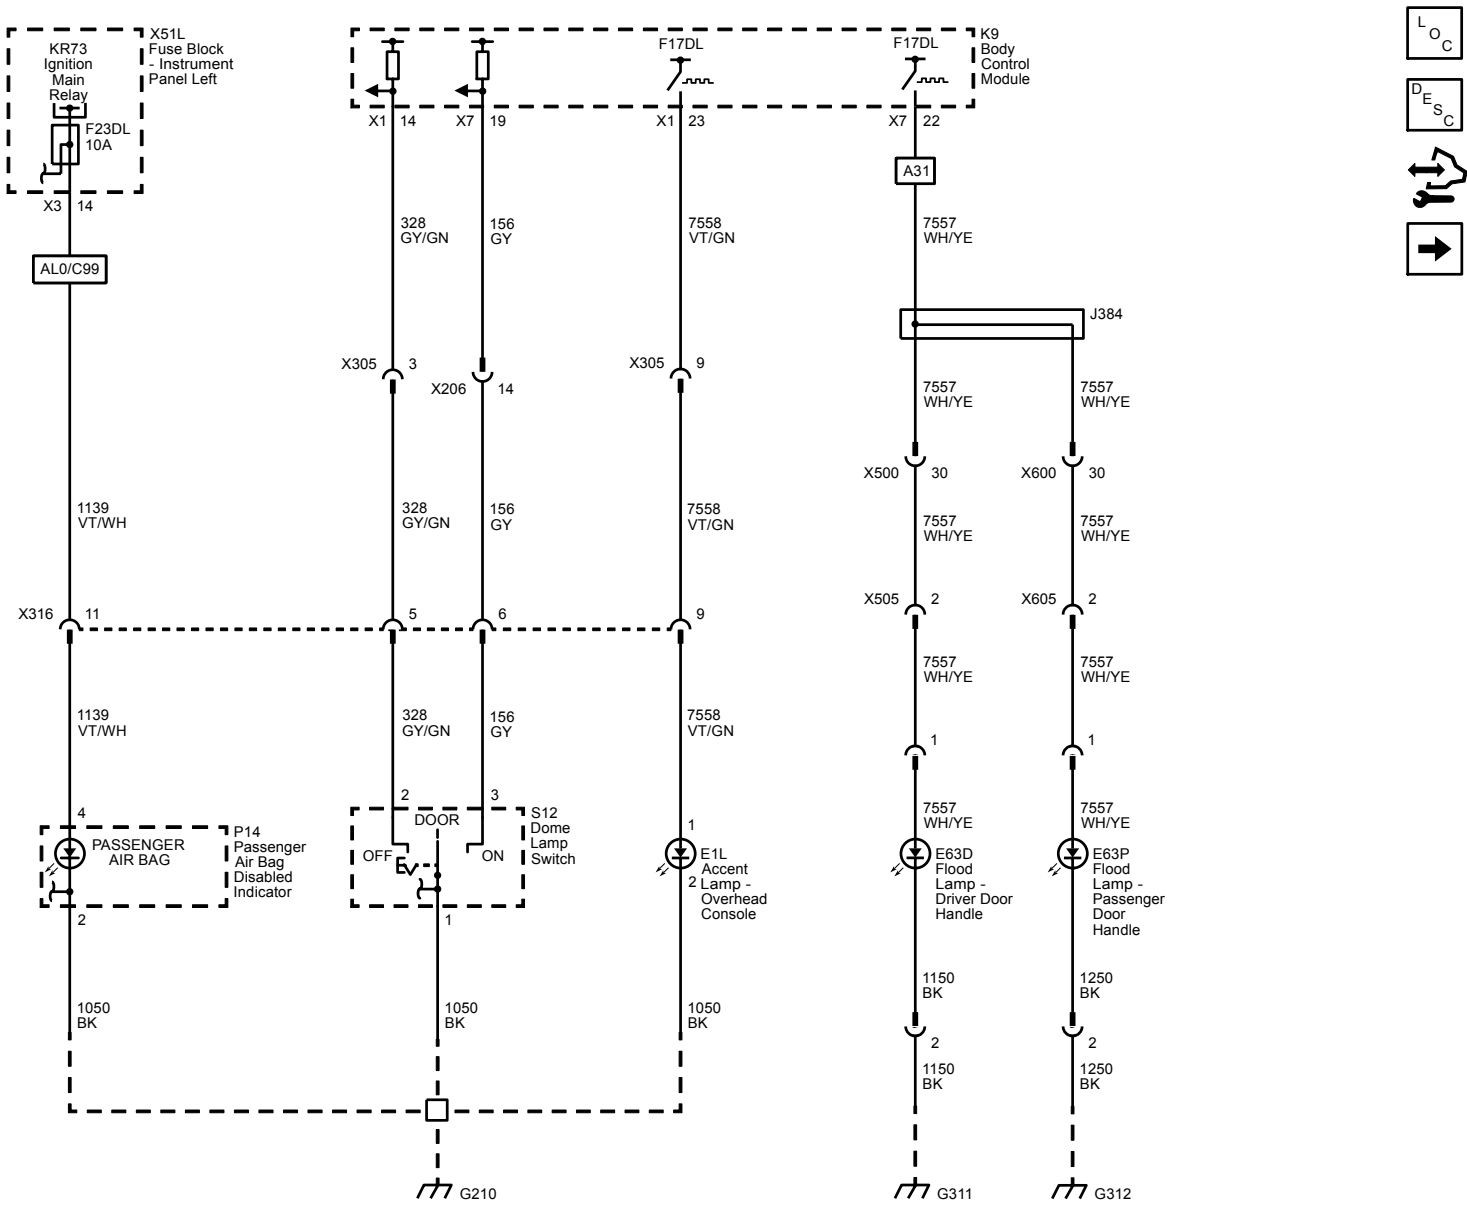 X51L
Fuse Block
- Instrument
Panel Left
KR73
Ignition
Main
Relay
F23DL
10A
X3 14
AL0/C99
1139
VT/WH
X316 11
1139
VT/WH
4
PASSENGER
AIR BAG
P14
Passenger
Air Bag
Disabled
Indicator
2
1050
BK
K9
Body
Control
Module
F17DL
F17DL
X1 14
X7 19
X1 23
X7 22
328
GY/GN
156
GY
7558
VT/GN
A31
7557
WH/YE
J384
X305 3
X206 14
X305 9
7557
WH/YE
7557
WH/YE
X500 30
X600 30
328
GY/GN
156
GY
7558
VT/GN
7557
WH/YE
7557
WH/YE
5
6
9
X505 2
X605 2
328
GY/GN
156
GY
7558
VT/GN
7557
WH/YE
7557
WH/YE
1
1
2
3
DOOR
OFF
ON
S12
Dome
Lamp
Switch
1
1050
BK
1
E1L
Accent
Lamp -
Overhead
Console
2
1050
BK
7557
WH/YE
E63D
Flood
Lamp -
Driver Door
Handle
7557
WH/YE
E63P
Flood
Lamp -
Passenger
Door
Handle
1150
BK
1250
BK
2
2
1150
BK
1250
BK
G210
G311
G312
LOC
DESC